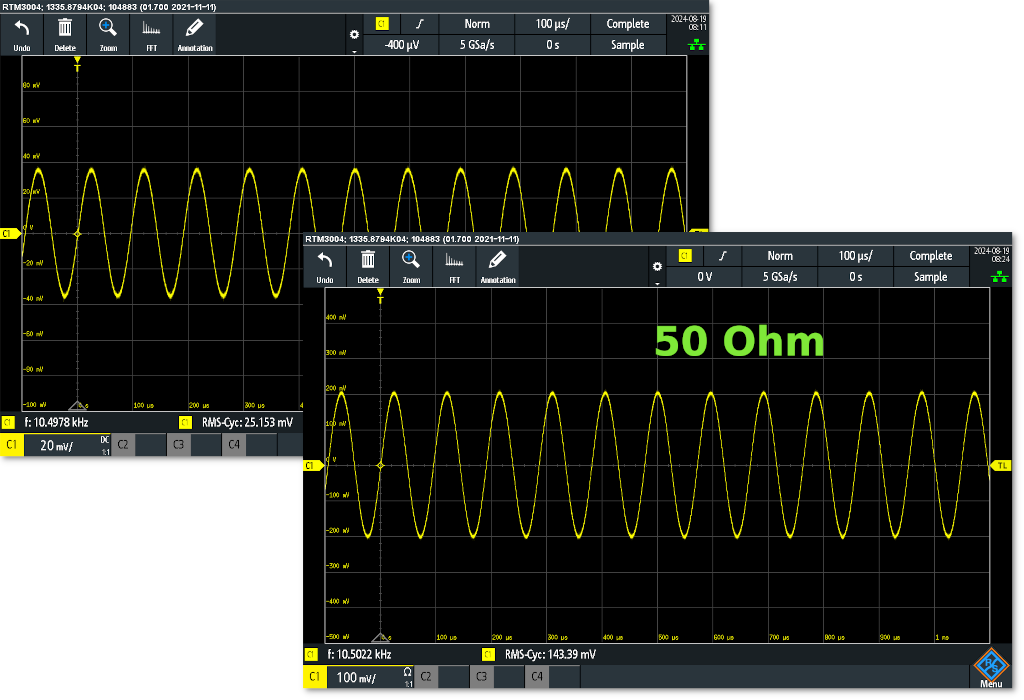 RTM3004; 1335.8794K04; 104883 (01.700 2021-11-11)
Undo Delete Zoom FFT Annotation
C1 Norm 100 µs/ Complete 2024-08-19
-400 µV 5 GSa/s 0 s Sample 08:11
T
80 mV
60 mV
40 mV
20 mV
C1 0 V
-20 mV
-40 mV
-60 mV
-80 mV
-100 mV 0 s 100 µs 200 µs 300 µs 4
C1 f: 10.4978 kHz C1 RMS-Cyc: 25.153 mV
C1 20 mV/ DC 1:1 C2 C3 C4
RTM3004; 1335.8794K04; 104883 (01.700 2021-11-11)
Undo Delete Zoom FFT Annotation
C1 Norm 100 µs/ Complete 2024-08-19
0 V 5 GSa/s 0 s Sample 08:24
T
50 Ohm
400 mV
300 mV
200 mV
100 mV
C1 0 V TL
-100 mV
-200 mV
-300 mV
-400 mV
-500 mV 0 s 100 µs 200 µs 300 µs 400 µs 500 µs 600 µs 700 µs 800 µs 900 µs 1 ms
C1 f: 10.5022 kHz C1 RMS-Cyc: 143.39 mV
C1 100 mV/ Ω 1:1 C2 C3 C4
R&S
Menu